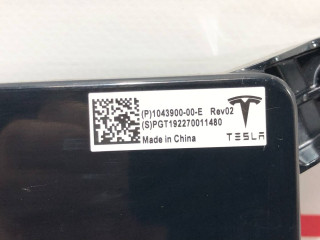 (P)1043900-00-E Rev02
(S)PGT192270011480
Made in China
TESLA